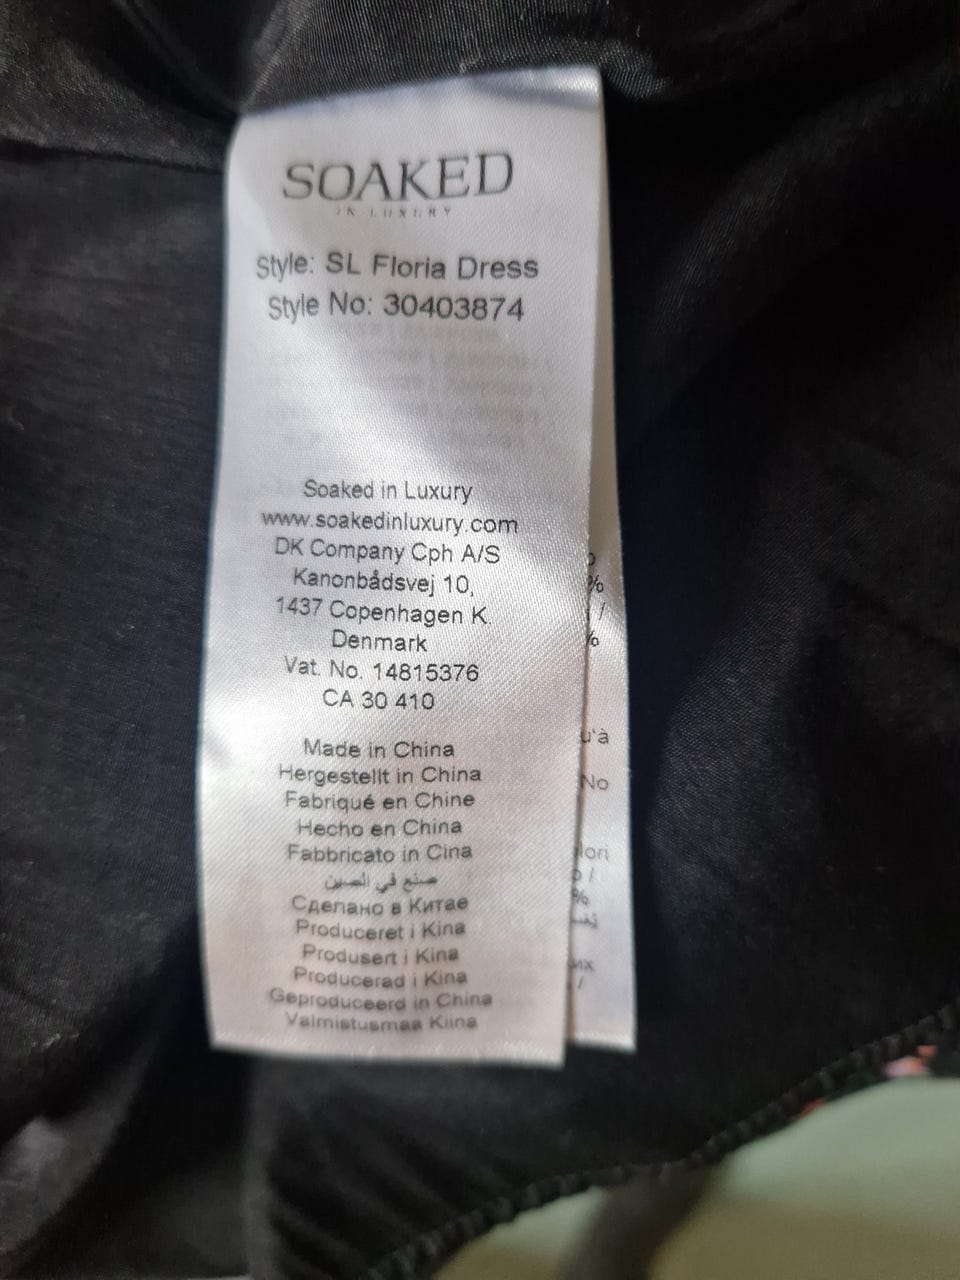 SOAKED
IN LUXURY
Style: SL Floria Dress
Style No: 30403874
Soaked in Luxury
www.soakedinluxury.com
DK Company Cph A/S
Kanonbådsvej 10,
1437 Copenhagen K.
Denmark
Vat. No. 14815376
CA 30 410
Made in China
Hergestellt in China
Fabriqué en Chine
Hecho en China
Fabbricato in Cina
صنع في الصين
Сделано в Китае
Produceret i Kina
Produsert i Kina
Producerad i Kina
Geproduceerd in China
Valmistusmaa Kiina
%
/
%
u'à
No
lori
/
%
их
/